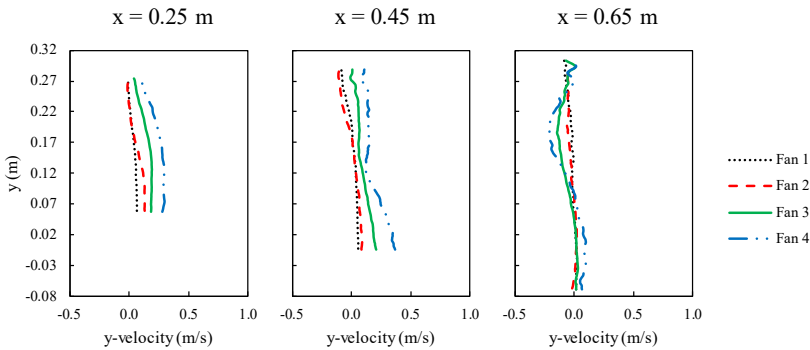 x = 0.25 m
x = 0.45 m
x = 0.65 m
y (m)
0.32
0.27
0.22
0.17
0.12
0.07
0.02
-0.03
-0.08
-0.5 0.0 0.5 1.0
-0.5 0.0 0.5 1.0
-0.5 0.0 0.5 1.0
y-velocity (m/s)
y-velocity (m/s)
y-velocity (m/s)
Fan 1
Fan 2
Fan 3
Fan 4